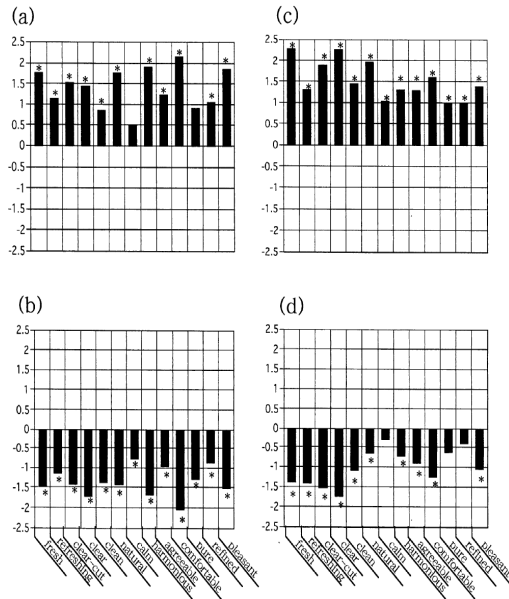 (a)
2.5
2
1.5
1
0.5
0
-0.5
-1
-1.5
-2
-2.5
* * * * * * * * * * *
(c)
2.5
2
1.5
1
0.5
0
-0.5
-1
-1.5
-2
-2.5
* * * * * * * * * * * * *
(b)
2.5
2
1.5
1
0.5
0
-0.5
-1
-1.5
-2
-2.5
* * * * * * * * * * * * *
fresh
refreshing
clear-cut
clear
clean
natural
calm
harmonious
agreeable
comfortable
pure
refined
pleasant
(d)
2.5
2
1.5
1
0.5
0
-0.5
-1
-1.5
-2
-2.5
* * * * * * * * * *
fresh
refreshing
clear-cut
clear
clean
natural
calm
harmonious
agreeable
comfortable
pure
refined
pleasant